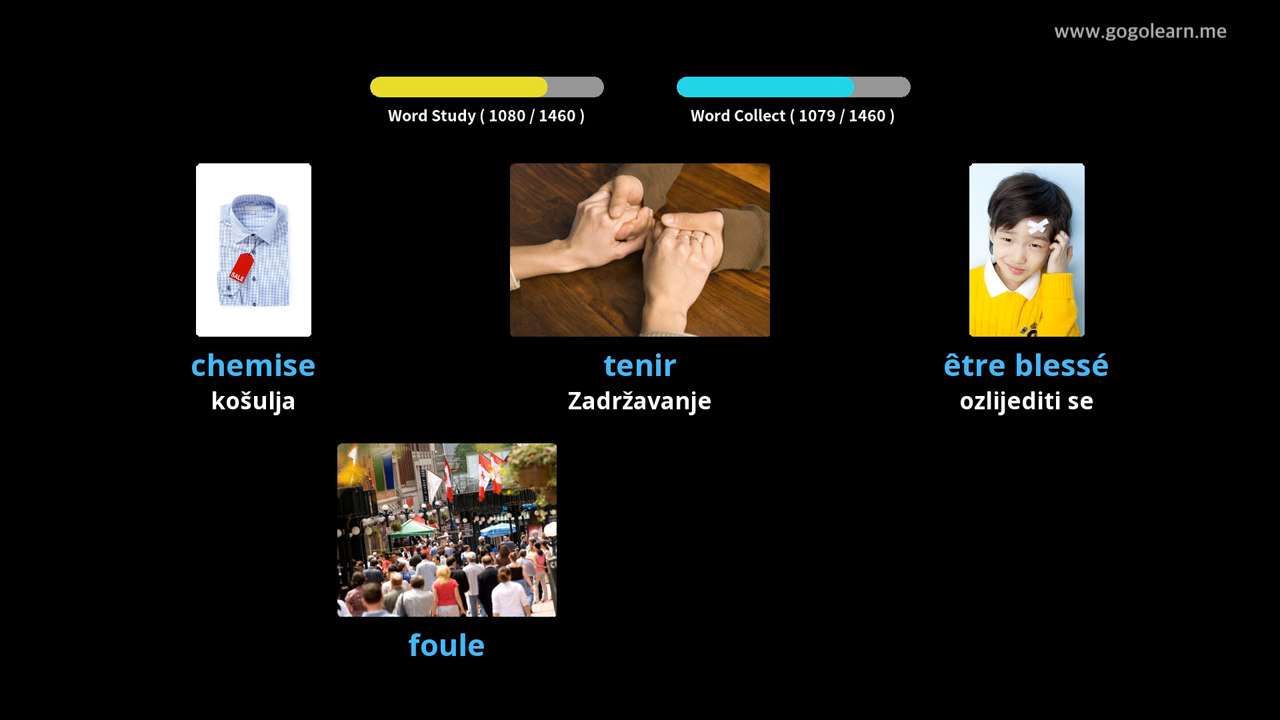 www.gogolearn.me
Word Study ( 1080 / 1460 )
Word Collect ( 1079 / 1460 )
SALE
chemise
košulja
tenir
Zadržavanje
être blessé
ozlijediti se
foule